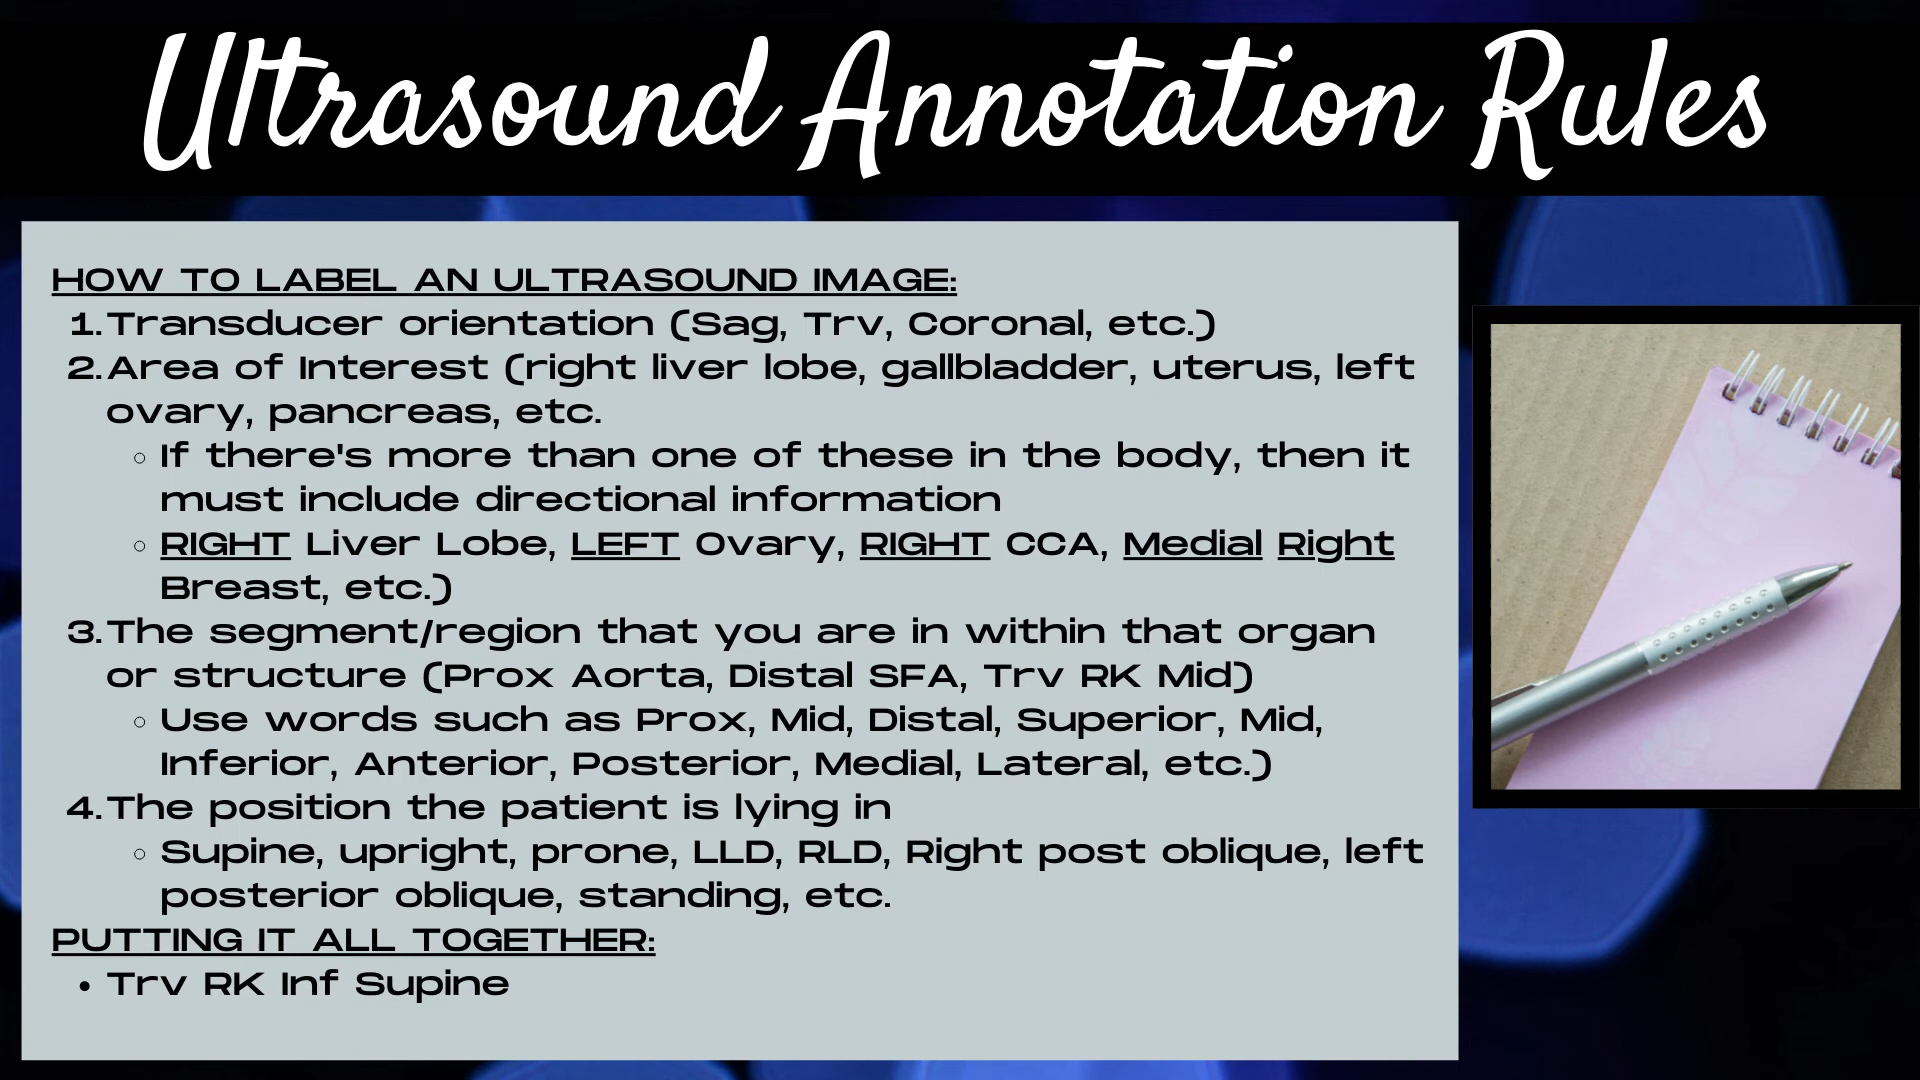 Ultrasound Annotation Rules
HOW TO LABEL AN ULTRASOUND IMAGE:
1. Transducer orientation (Sag, Trv, Coronal, etc.)
2. Area of Interest (right liver lobe, gallbladder, uterus, left
ovary, pancreas, etc.
◦ If there's more than one of these in the body, then it
must include directional information
◦ RIGHT Liver Lobe, LEFT Ovary, RIGHT CCA, Medial Right
Breast, etc.)
3. The segment/region that you are in within that organ
or structure (Prox Aorta, Distal SFA, Trv RK Mid)
◦ Use words such as Prox, Mid, Distal, Superior, Mid,
Inferior, Anterior, Posterior, Medial, Lateral, etc.)
4. The position the patient is lying in
◦ Supine, upright, prone, LLD, RLD, Right post oblique, left
posterior oblique, standing, etc.
PUTTING IT ALL TOGETHER:
• Trv RK Inf Supine